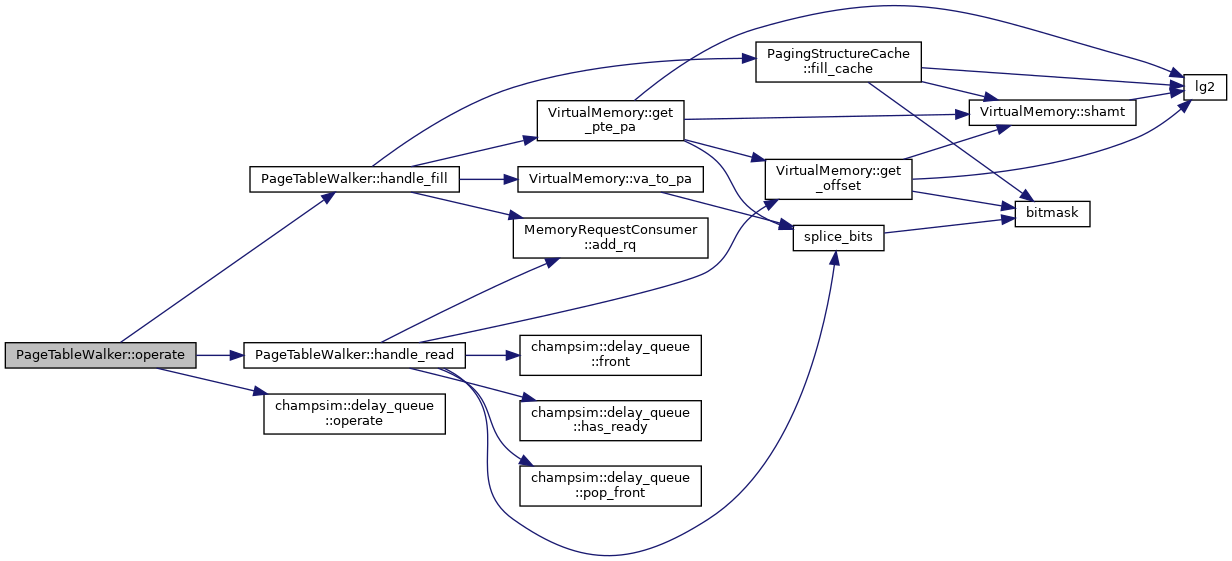 PageTableWalker::operate
PageTableWalker::handle_fill
PageTableWalker::handle_read
champsim::delay_queue
::operate
VirtualMemory::get
_pte_pa
VirtualMemory::va_to_pa
MemoryRequestConsumer
::add_rq
champsim::delay_queue
::front
champsim::delay_queue
::has_ready
champsim::delay_queue
::pop_front
PagingStructureCache
::fill_cache
VirtualMemory::get
_offset
splice_bits
VirtualMemory::shamt
bitmask
lg2